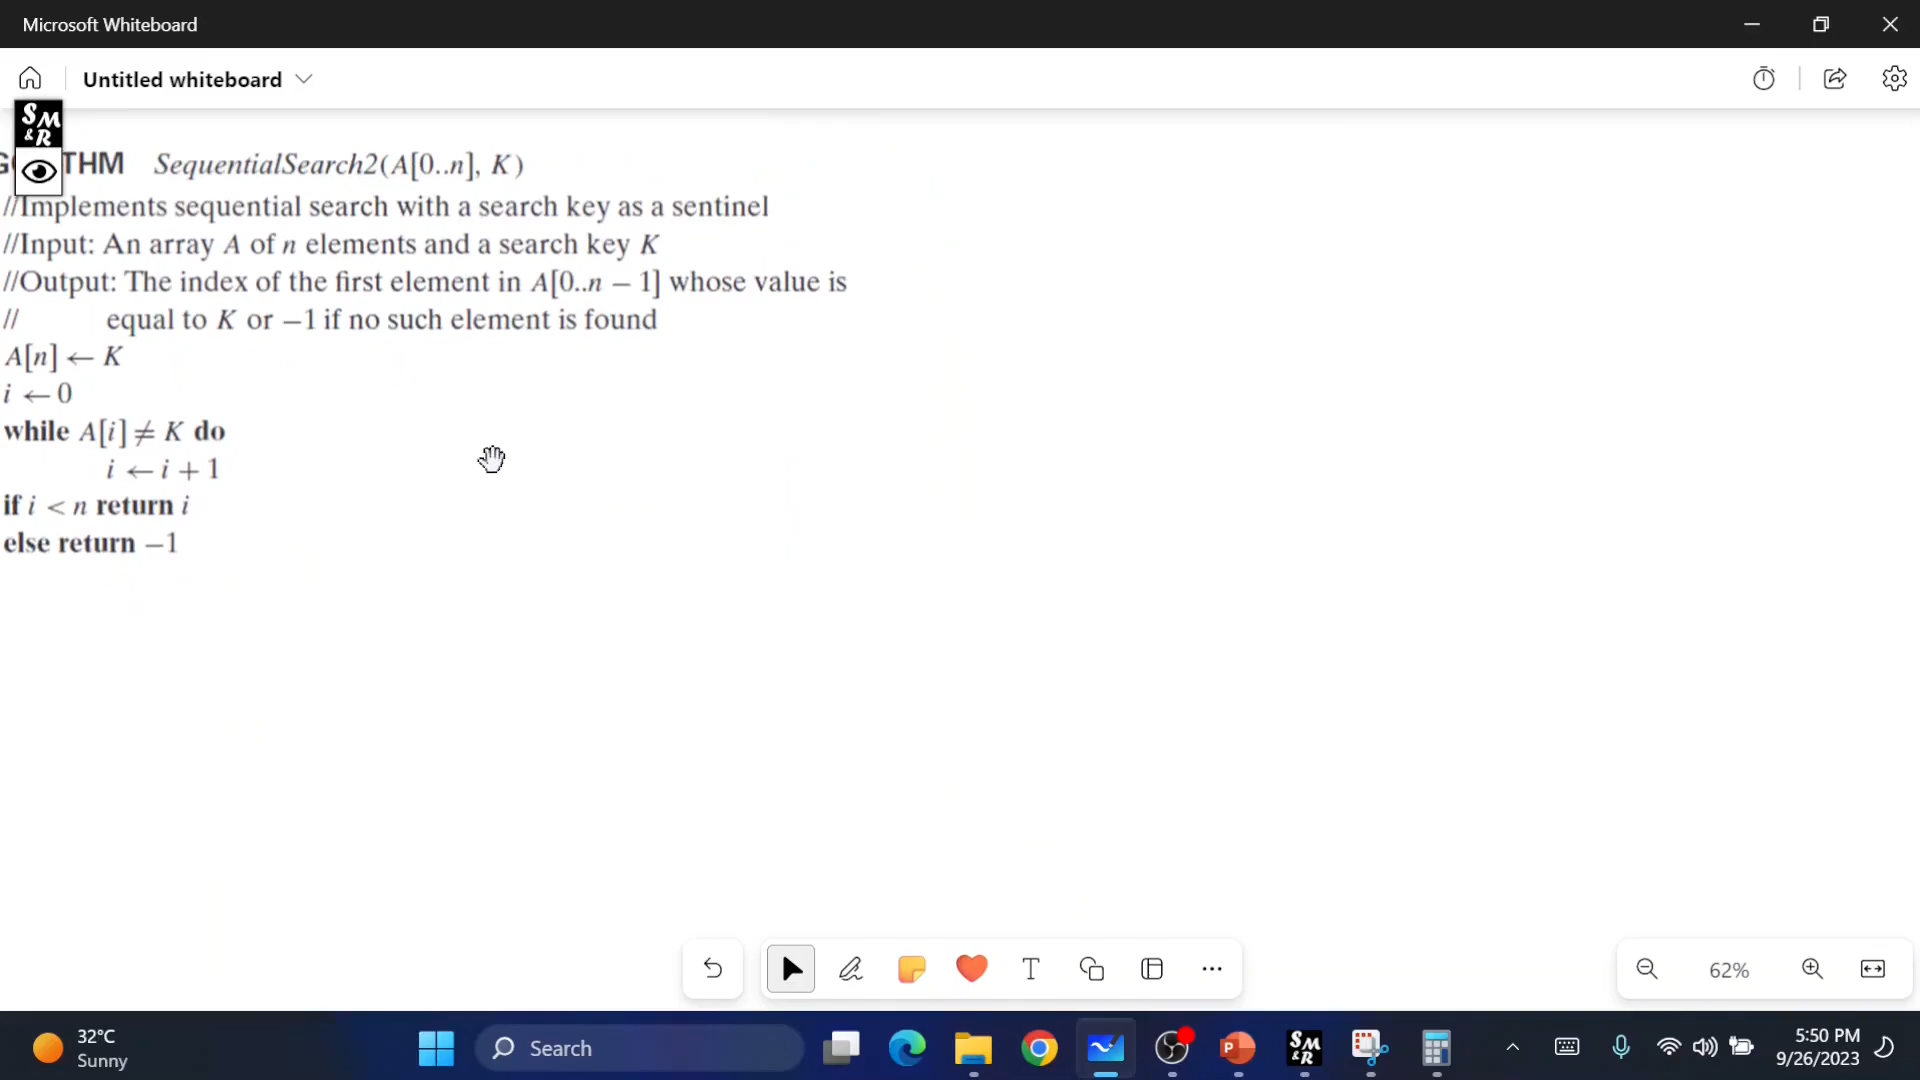 Microsoft Whiteboard
Untitled whiteboard
SM
&R
THM SequentialSearch2(A[0..n], K)
//Implements sequential search with a search key as a sentinel
//Input: An array A of n elements and a search key K
//Output: The index of the first element in A[0..n − 1] whose value is
// equal to K or −1 if no such element is found
A[n] ← K
i ← 0
while A[i] ≠ K do
i ← i + 1
if i < n return i
else return −1
T
62%
32°C
Sunny
Search
P
SM
&R
5:50 PM
9/26/2023